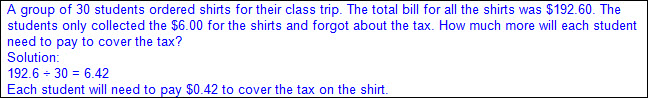 A group of 30 students ordered shirts for their class trip. The total bill for all the shirts was $192.60. The
students only collected the $6.00 for the shirts and forgot about the tax. How much more will each student
need to pay to cover the tax?
Solution:
192.6 ÷ 30 = 6.42
Each student will need to pay $0.42 to cover the tax on the shirt.